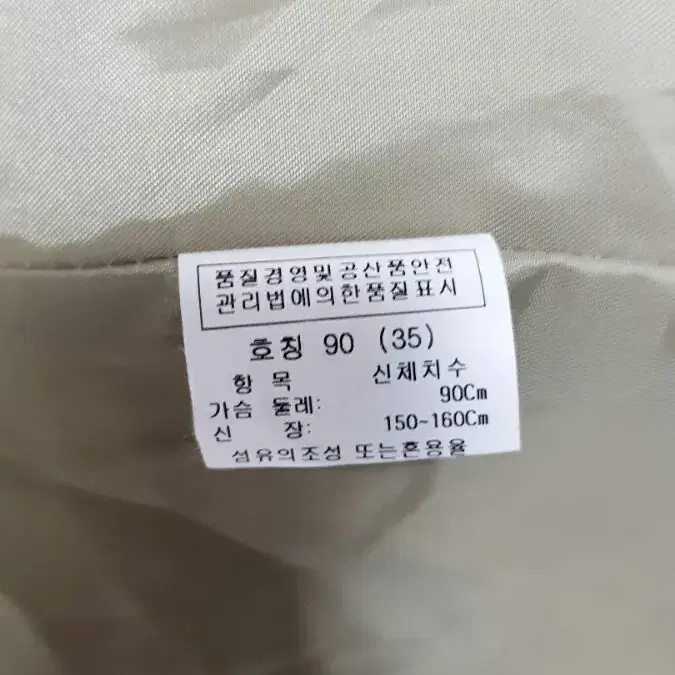 품질경영및공산품안전
관리법에의한품질표시
호칭 90 (35)
항 목 신체치수
가슴 둘레: 90Cm
신 장: 150~160Cm
섬유의조성 또는혼용율